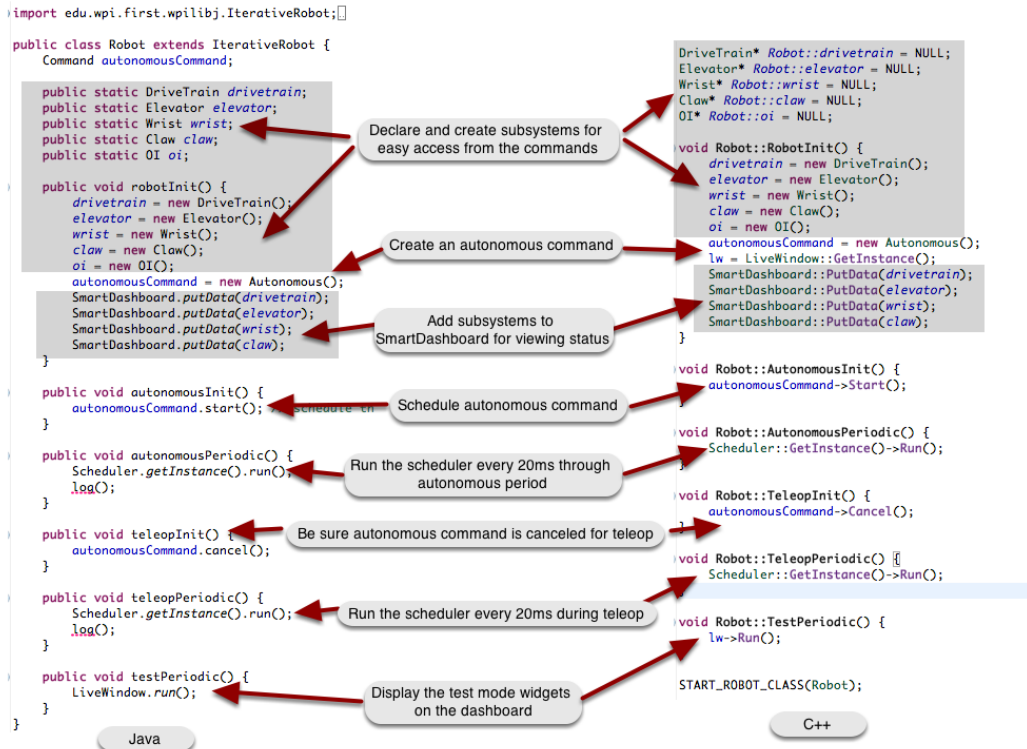 import edu.wpi.first.wpilibj.IterativeRobot;
public class Robot extends IterativeRobot {
Command autonomousCommand;
public static DriveTrain drivetrain;
public static Elevator elevator;
public static Wrist wrist;
public static Claw claw;
public static OI oi;
public void robotInit() {
drivetrain = new DriveTrain();
elevator = new Elevator();
wrist = new Wrist();
claw = new Claw();
oi = new OI();
autonomousCommand = new Autonomous();
SmartDashboard.putData(drivetrain);
SmartDashboard.putData(elevator);
SmartDashboard.putData(wrist);
SmartDashboard.putData(claw);
}
public void autonomousInit() {
autonomousCommand.start(); // schedule th
}
public void autonomousPeriodic() {
Scheduler.getInstance().run();
log();
}
public void teleopInit() {
autonomousCommand.cancel();
}
public void teleopPeriodic() {
Scheduler.getInstance().run();
log();
}
public void testPeriodic() {
LiveWindow.run();
}
}
Java
Declare and create subsystems for
easy access from the commands
Create an autonomous command
Add subsystems to
SmartDashboard for viewing status
Schedule autonomous command
Run the scheduler every 20ms through
autonomous period
Be sure autonomous command is canceled for teleop
Run the scheduler every 20ms during teleop
Display the test mode widgets
on the dashboard
DriveTrain* Robot::drivetrain = NULL;
Elevator* Robot::elevator = NULL;
Wrist* Robot::wrist = NULL;
Claw* Robot::claw = NULL;
OI* Robot::oi = NULL;
void Robot::RobotInit() {
drivetrain = new DriveTrain();
elevator = new Elevator();
wrist = new Wrist();
claw = new Claw();
oi = new OI();
autonomousCommand = new Autonomous();
lw = LiveWindow::GetInstance();
SmartDashboard::PutData(drivetrain);
SmartDashboard::PutData(elevator);
SmartDashboard::PutData(wrist);
SmartDashboard::PutData(claw);
}
void Robot::AutonomousInit() {
autonomousCommand->Start();
}
void Robot::AutonomousPeriodic() {
Scheduler::GetInstance()->Run();
}
void Robot::TeleopInit() {
autonomousCommand->Cancel();
}
void Robot::TeleopPeriodic() {
Scheduler::GetInstance()->Run();
}
void Robot::TestPeriodic() {
lw->Run();
START_ROBOT_CLASS(Robot);
C++